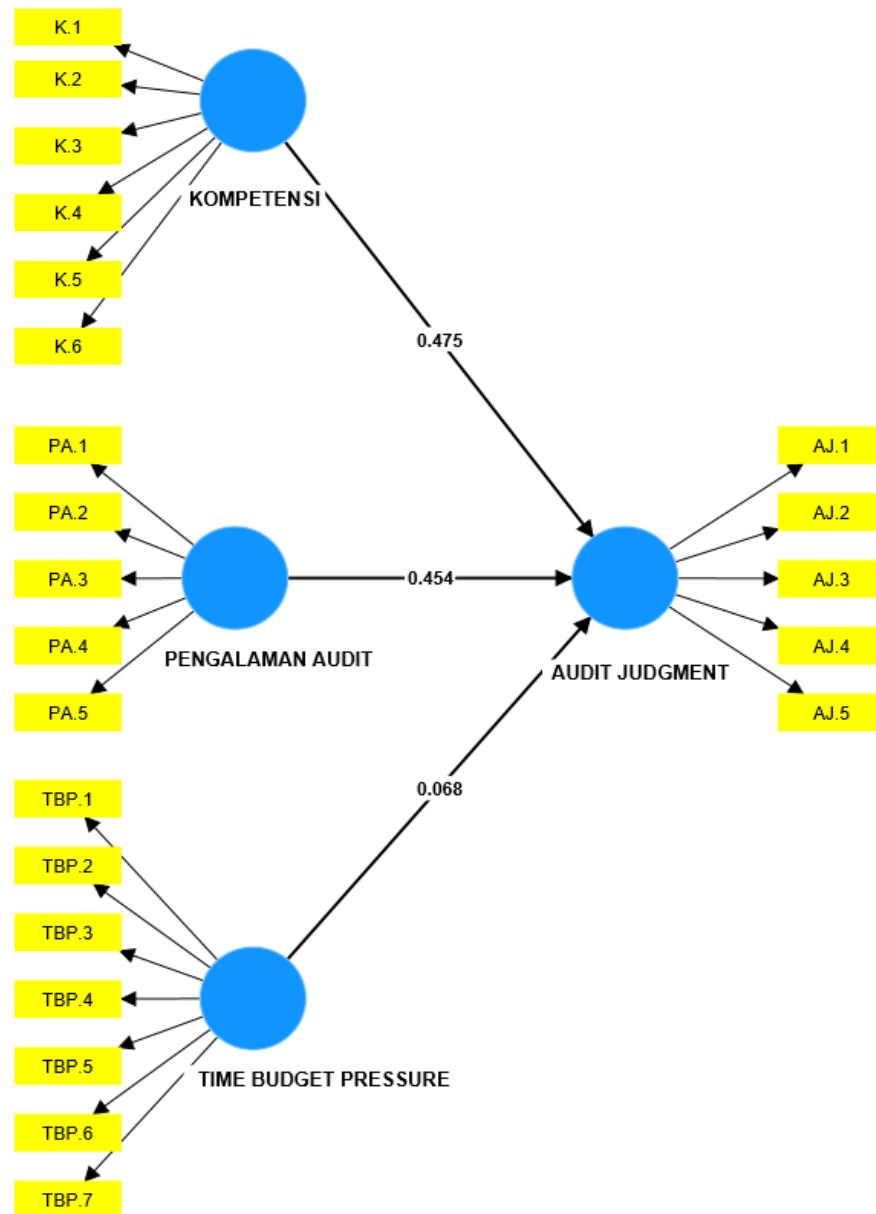 K.1
K.2
K.3
K.4
K.5
K.6
KOMPETENSI
0.475
PA.1
PA.2
PA.3
PA.4
PA.5
PENGALAMAN AUDIT
0.454
AJ.1
AJ.2
AJ.3
AJ.4
AJ.5
AUDIT JUDGMENT
TBP.1
TBP.2
TBP.3
TBP.4
TBP.5
TBP.6
TBP.7
0.068
TIME BUDGET PRESSURE